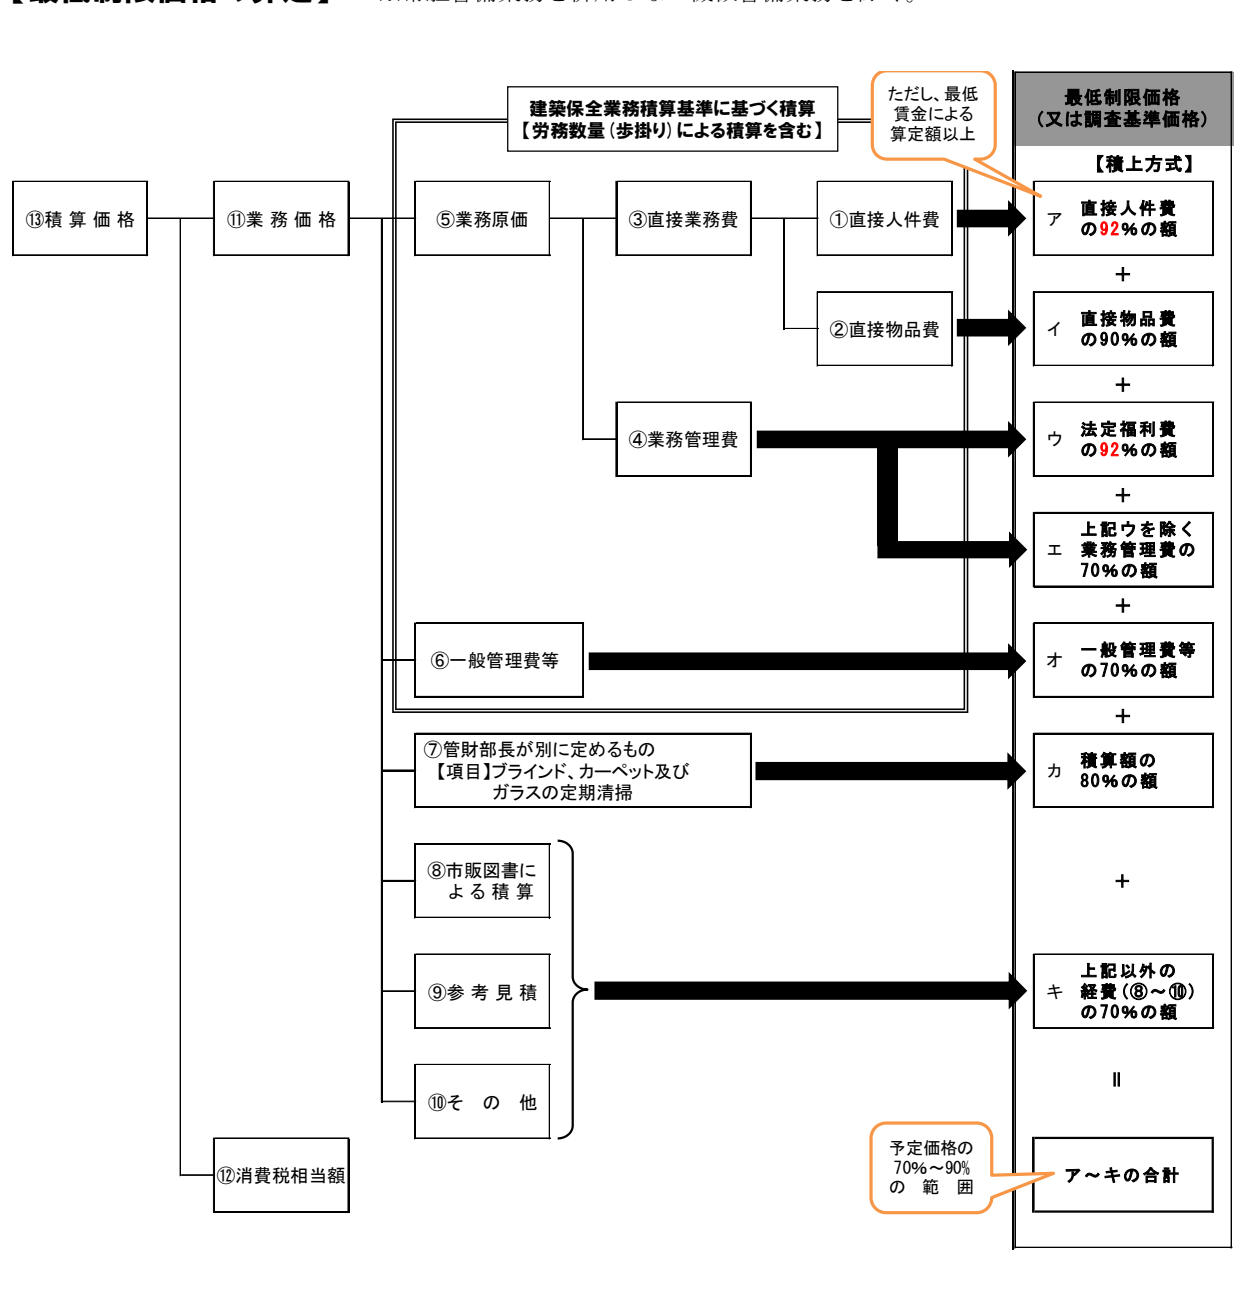 建築保全業務積算基準に基づく積算
【労務数量(歩掛り)による積算を含む】
ただし、最低
賃金による
算定額以上
最低制限価格
(又は調査基準価格)
【積上方式】
⑬積算価格
⑪業務価格
⑤業務原価
③直接業務費
①直接人件費
ア 直接人件費
の92%の額
+
②直接物品費
イ 直接物品費
の90%の額
+
④業務管理費
ウ 法定福利費
の92%の額
+
エ 上記ウを除く
業務管理費の
70%の額
+
⑥一般管理費等
オ 一般管理費等
の70%の額
+
⑦管財部長が別に定めるもの
【項目】ブラインド、カーペット及び
ガラスの定期清掃
カ 積算額の
80%の額
⑧市販図書に
よる積算
+
⑨参考見積
キ 上記以外の
経費(⑧~⑩)
の70%の額
⑩その他
=
⑫消費税相当額
予定価格の
70%~90%
の範囲
ア~キの合計